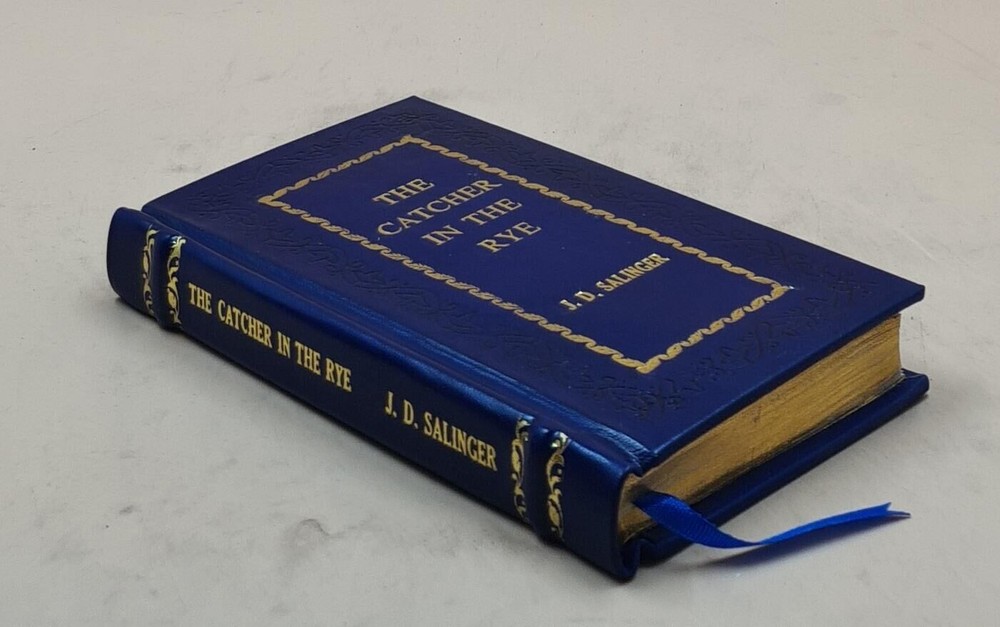 THE
CATCHER
IN THE
RYE
J. D. SALINGER
THE CATCHER IN THE RYE
J. D. SALINGER